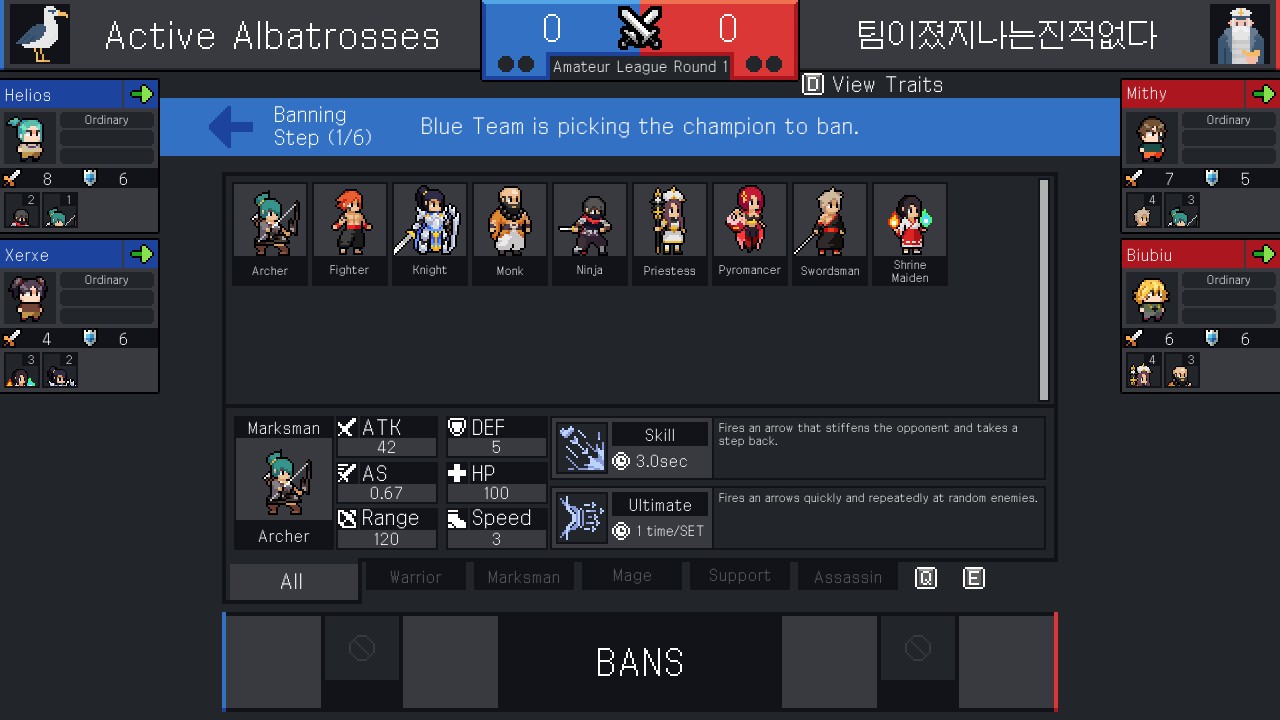 Active Albatrosses
0
0
Amateur League Round 1
팀이졌지나는진적없다
D View Traits
Helios
Ordinary
8 6
2 1
Xerxe
Ordinary
4 6
3 2
Banning
Step (1/6)
Blue Team is picking the champion to ban.
Mithy
Ordinary
7 5
4 3
Biubiu
Ordinary
6 6
4 3
Archer
Fighter
Knight
Monk
Ninja
Priestess
Pyromancer
Swordsman
Shrine
Maiden
Marksman
Archer
ATK
42
DEF
5
AS
0.67
HP
100
Range
120
Speed
3
Skill
3.0sec
Fires an arrow that stiffens the opponent and takes a
step back.
Ultimate
1 time/SET
Fires an arrows quickly and repeatedly at random enemies.
All
Warrior
Marksman
Mage
Support
Assassin
Q
E
BANS